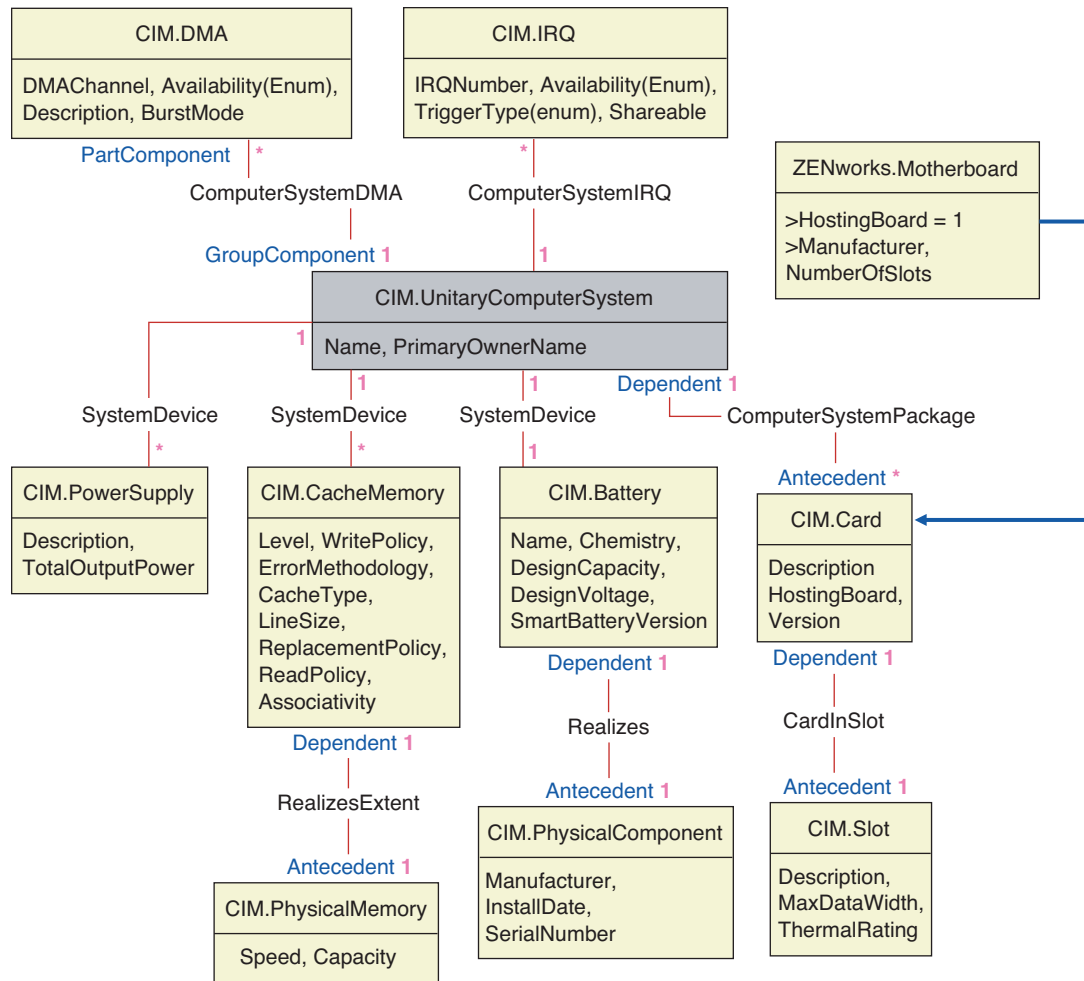 CIM.DMA
DMAChannel, Availability(Enum),
Description, BurstMode
CIM.IRQ
IRQNumber, Availability(Enum),
TriggerType(enum), Shareable
PartComponent *
*
ComputerSystemDMA
ComputerSystemIRQ
GroupComponent 1
1
ZENworks.Motherboard
>HostingBoard = 1
>Manufacturer,
NumberOfSlots
CIM.UnitaryComputerSystem
Name, PrimaryOwnerName
1
1
1
Dependent 1
SystemDevice
SystemDevice
SystemDevice
ComputerSystemPackage
*
*
1
Antecedent *
CIM.PowerSupply
Description,
TotalOutputPower
CIM.CacheMemory
Level, WritePolicy,
ErrorMethodology,
CacheType,
LineSize,
ReplacementPolicy,
ReadPolicy,
Associativity
CIM.Battery
Name, Chemistry,
DesignCapacity,
DesignVoltage,
SmartBatteryVersion
CIM.Card
Description
HostingBoard,
Version
Dependent 1
RealizesExtent
Antecedent 1
CIM.PhysicalMemory
Speed, Capacity
Dependent 1
Realizes
Antecedent 1
CIM.PhysicalComponent
Manufacturer,
InstallDate,
SerialNumber
Dependent 1
CardInSlot
Antecedent 1
CIM.Slot
Description,
MaxDataWidth,
ThermalRating